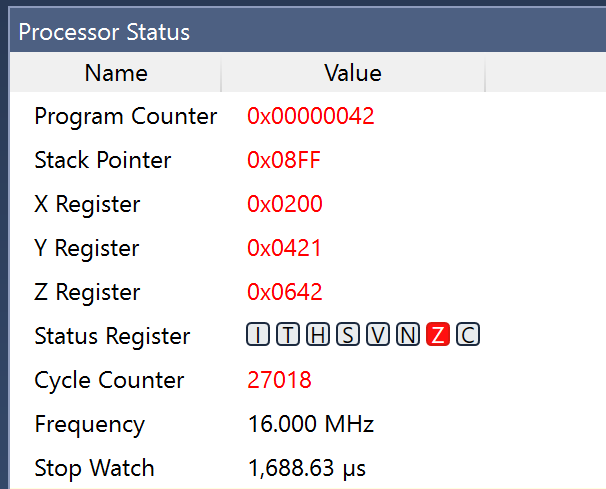 Processor Status
Name Value
Program Counter 0x00000042
Stack Pointer 0x08FF
X Register 0x0200
Y Register 0x0421
Z Register 0x0642
Status Register I T H S V N Z C
Cycle Counter 27018
Frequency 16.000 MHz
Stop Watch 1,688.63 µs